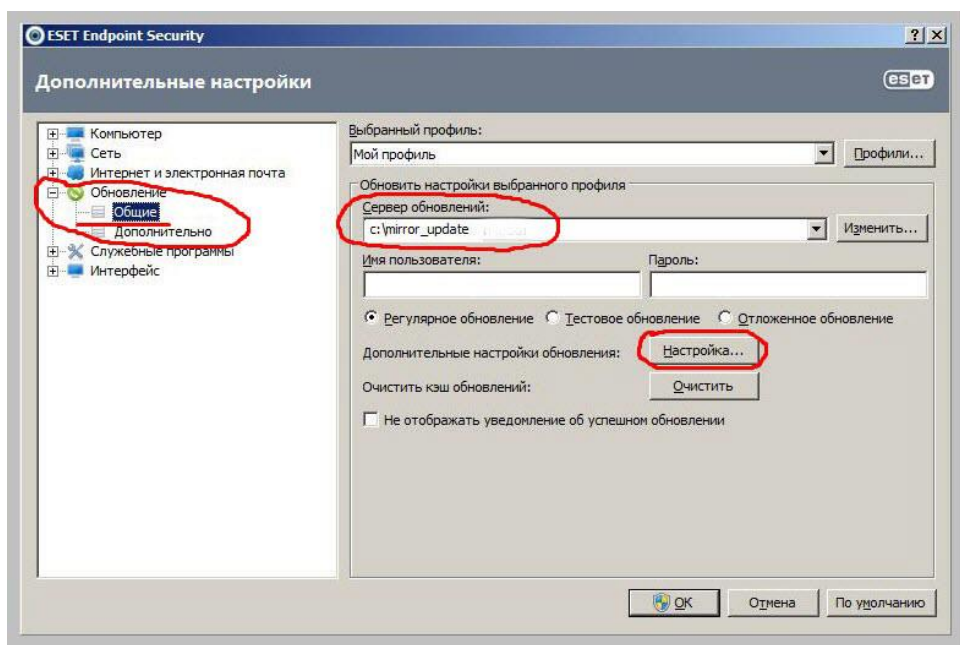 ESET Endpoint Security
Дополнительные настройки
eset
Компьютер
Сеть
Интернет и электронная почта
Обновление
Общие
Дополнительно
Служебные программы
Интерфейс
Выбранный профиль:
Мой профиль
Профили...
Обновить настройки выбранного профиля
Сервер обновлений:
c:\mirror_update
Изменить...
Имя пользователя: Пароль:
Регулярное обновление Тестовое обновление Отложенное обновление
Дополнительные настройки обновления: Настройка...
Очистить кэш обновлений: Очистить
Не отображать уведомление об успешном обновлении
OK Отмена По умолчанию